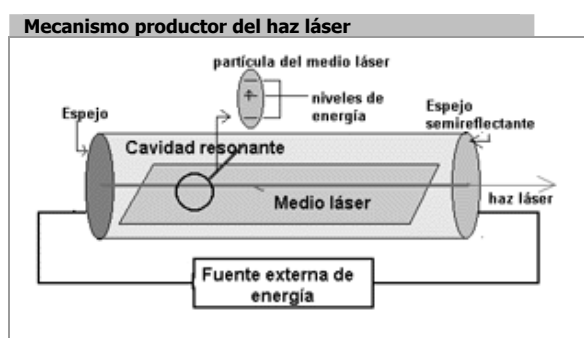 Mecanismo productor del haz láser
partícula del medio láser
niveles de
energía
Espejo
Espejo
semireflectante
Cavidad resonante
Medio láser
haz láser
Fuente externa de
energía